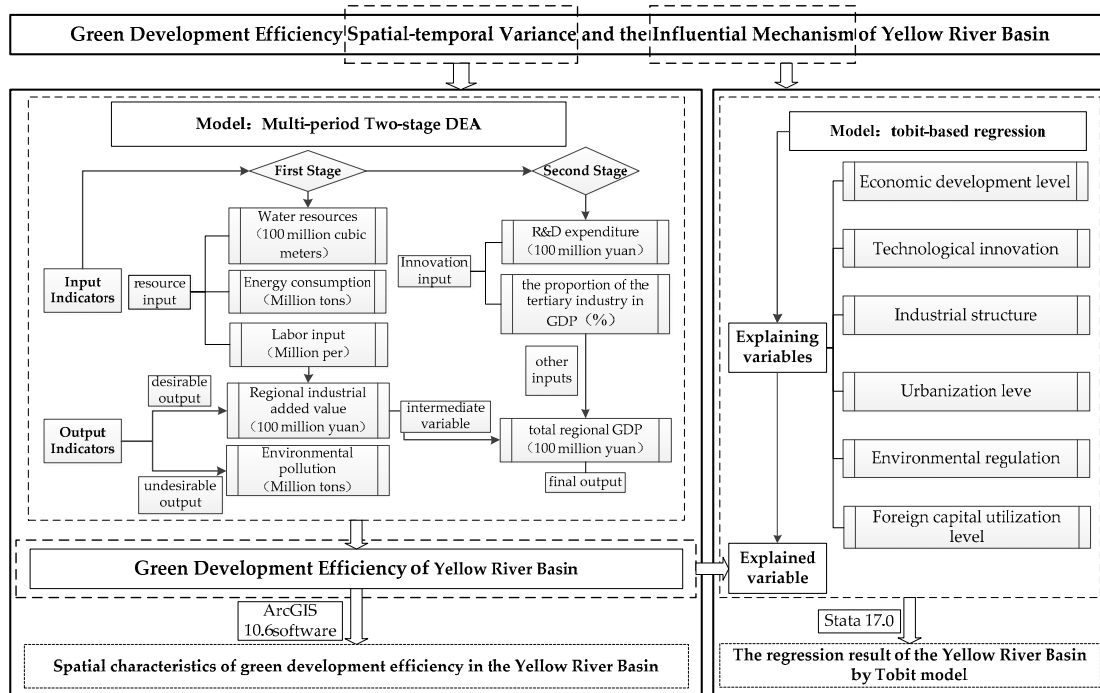 Green Development Efficiency Spatial-temporal Variance and the Influential Mechanism of Yellow River Basin
Model：Multi-period Two-stage DEA
First Stage
Second Stage
Water resources
（100 million cubic
meters）
R&D expenditure
（100 million yuan）
Innovation
input
Input
Indicators
resource
input
Energy consumption
（Million tons）
the proportion of the
tertiary industry in
GDP（%）
Labor input
（Million per）
other
inputs
desirable
output
Regional industrial
added value
（100 million yuan）
intermediate
variable
total regional GDP
（100 million yuan）
Output
Indicators
Environmental
pollution
（Million tons）
undesirable
output
final output
Green Development Efficiency of Yellow River Basin
ArcGIS
10.6software
Spatial characteristics of green development efficiency in the Yellow River Basin
Model：tobit-based regression
Economic development level
Technological innovation
Industrial structure
Explaining
variables
Urbanization leve
Environmental regulation
Foreign capital utilization
level
Explained
variable
Stata 17.0
The regression result of the Yellow River Basin
by Tobit model